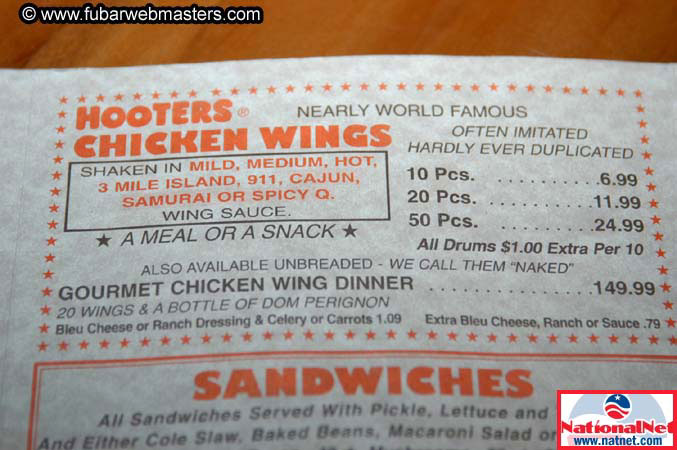 www.fubarwebmasters.com
HOOTERS® NEARLY WORLD FAMOUS
CHICKEN WINGS OFTEN IMITATED
HARDLY EVER DUPLICATED
SHAKEN IN MILD, MEDIUM, HOT,
3 MILE ISLAND, 911, CAJUN,
SAMURAI OR SPICY Q.
WING SAUCE.
★ A MEAL OR A SNACK ★
10 Pcs. . . . . . . . . . . .6.99
20 Pcs. . . . . . . . . . . .11.99
50 Pcs. . . . . . . . . . . .24.99
All Drums $1.00 Extra Per 10
ALSO AVAILABLE UNBREADED - WE CALL THEM "NAKED"
GOURMET CHICKEN WING DINNER . . . . . . . . . . . . . . . .149.99
20 WINGS & A BOTTLE OF DOM PERIGNON
Bleu Cheese or Ranch Dressing & Celery or Carrots 1.09 Extra Bleu Cheese, Ranch or Sauce .79
SANDWICHES
All Sandwiches Served With Pickle, Lettuce and
And Either Cole Slaw, Baked Beans, Macaroni Salad or
NationalNet
www.natnet.com